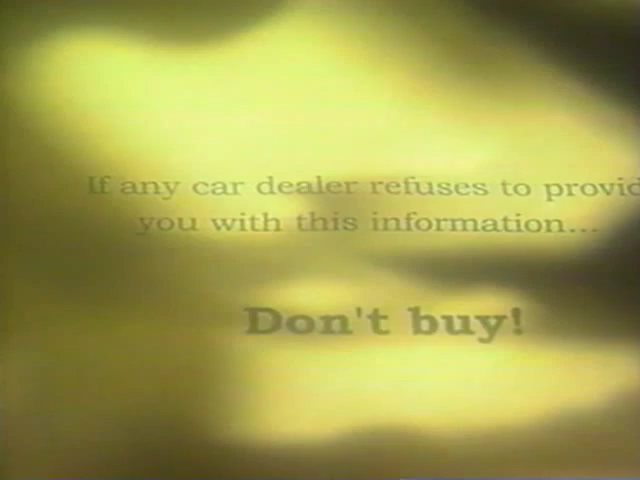 If any car dealer refuses to provid
you with this information...
Don't buy!